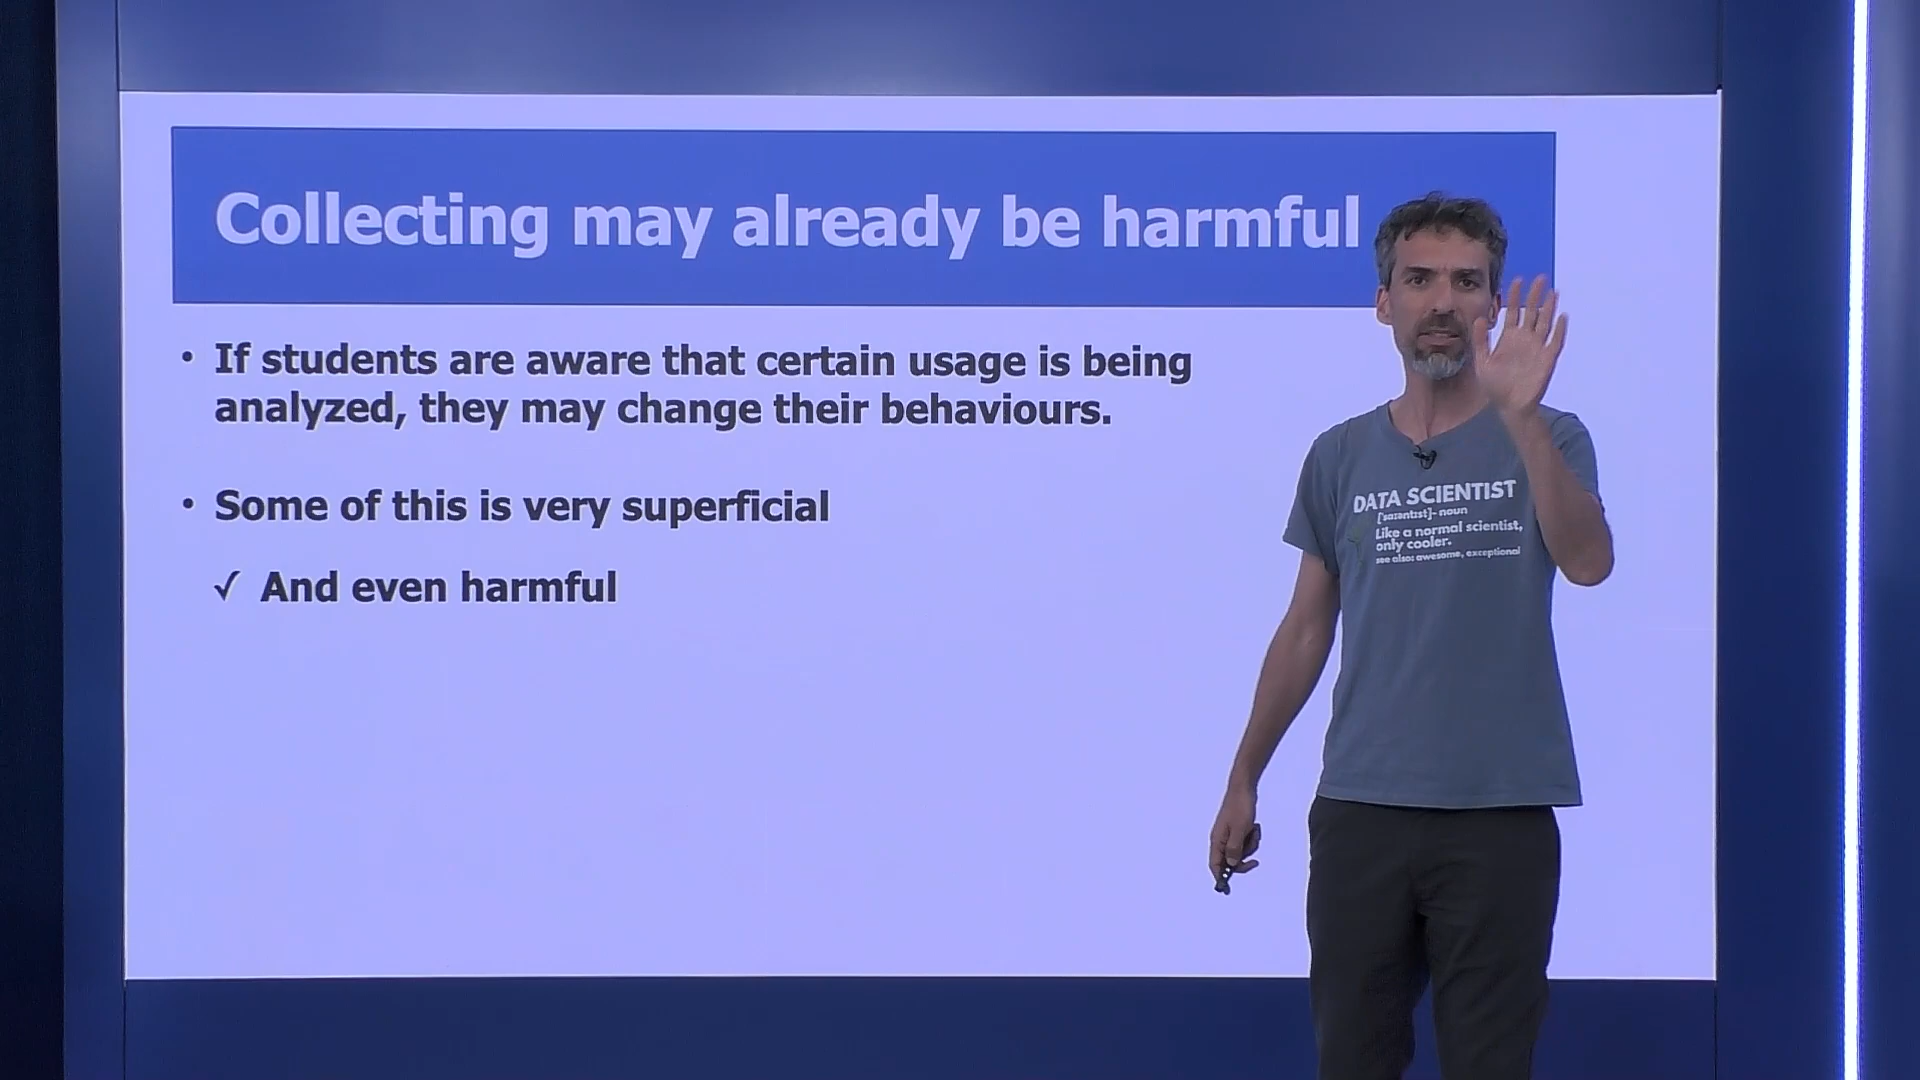 Collecting may already be harmful
• If students are aware that certain usage is being
analyzed, they may change their behaviours.
• Some of this is very superficial
✓ And even harmful
DATA SCIENTIST
['saɪəntɪst]- noun
Like a normal scientist,
only cooler.
see also: awesome, exceptional